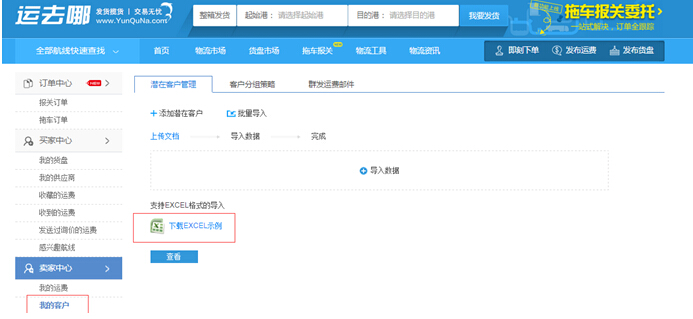 运去哪 发货揽货 | 交易无忧
www.YunQuNa.com
整箱发货 起始港： 请选择起始港 目的港： 请选择目的港 我要发货
拖车报关委托>
一站式解决，订单全跟踪
全部航线快速查找 首页 物流市场 货盘市场 拖车报关 物流工具 物流资讯 即刻下单 发布运费 发布货盘
订单中心
报关订单
拖车订单
买家中心
我的货盘
我的供应商
收藏的运费
收到的运费
发送过询价的运费
感兴趣航线
卖家中心
我的运费
我的客户
潜在客户管理 客户分组策略 群发运费邮件
添加潜在客户 批量导入
上传文档 导入数据 完成
导入数据
支持EXCEL格式的导入
下载EXCEL示例
查看